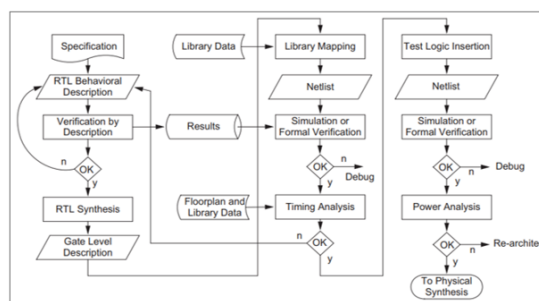 Specification
RTL Behavioral
Description
Verification by
Description
n
OK
y
RTL Synthesis
Gate Level
Description
Library Data
Results
Floorplan and
Library Data
Library Mapping
Netlist
Simulation or
Formal Verification
OK
n
Debug
y
Timing Analysis
n
OK
y
Test Logic Insertion
Netlist
Simulation or
Formal Verification
OK
n
Debug
y
Power Analysis
OK
n
Re-archite
y
To Physical
Synthesis